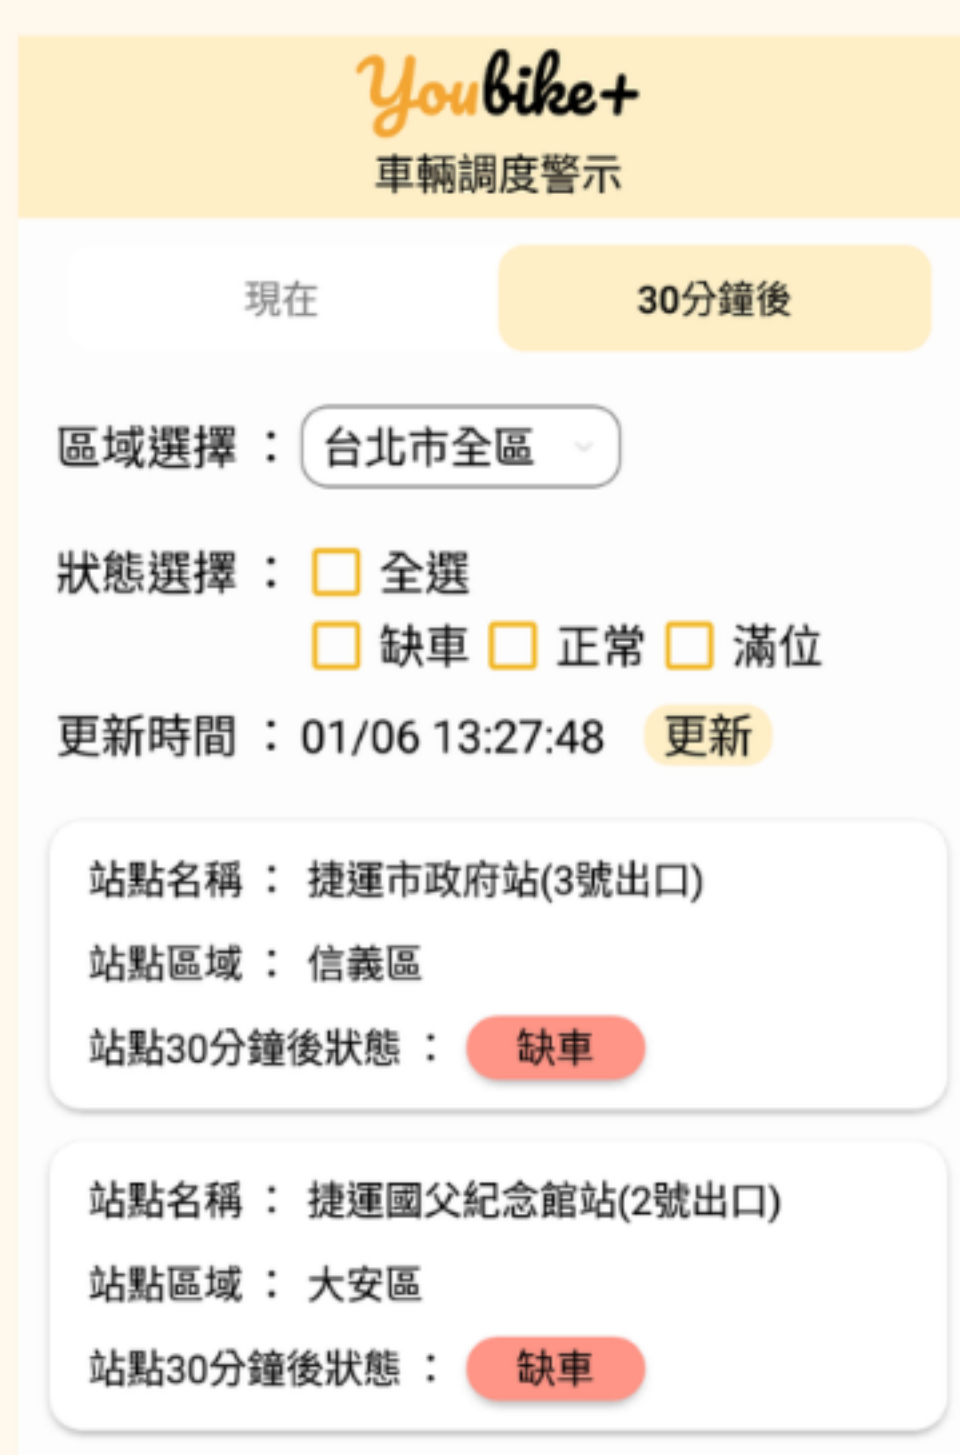 Youbike+
車輛調度警示
現在 30分鐘後
區域選擇 : 台北市全區
狀態選擇 : 全選
缺車 正常 滿位
更新時間 : 01/06 13:27:48 更新
站點名稱 : 捷運市政府站(3號出口)
站點區域 : 信義區
站點30分鐘後狀態 : 缺車
站點名稱 : 捷運國父紀念館站(2號出口)
站點區域 : 大安區
站點30分鐘後狀態 : 缺車